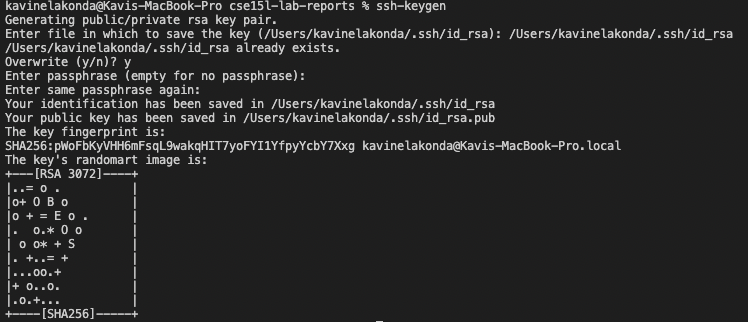 kavinelakonda@Kavis-MacBook-Pro cse15l-lab-reports % ssh-keygen
Generating public/private rsa key pair.
Enter file in which to save the key (/Users/kavinelakonda/.ssh/id_rsa): /Users/kavinelakonda/.ssh/id_rsa
/Users/kavinelakonda/.ssh/id_rsa already exists.
Overwrite (y/n)? y
Enter passphrase (empty for no passphrase):
Enter same passphrase again:
Your identification has been saved in /Users/kavinelakonda/.ssh/id_rsa
Your public key has been saved in /Users/kavinelakonda/.ssh/id_rsa.pub
The key fingerprint is:
SHA256:pWoFbKyVHH6mFsqL9wakqHIT7yoFYI1YfpyYcbY7Xxg kavinelakonda@Kavis-MacBook-Pro.local
The key's randomart image is:
+---[RSA 3072]----+
|..= o .          |
|o+ O B o         |
|o + = E o .      |
|.  o.* O o       |
| o o* + S        |
|. +..= +         |
|...oo.+          |
|+ o..o.          |
|.o.+...          |
+----[SHA256]-----+